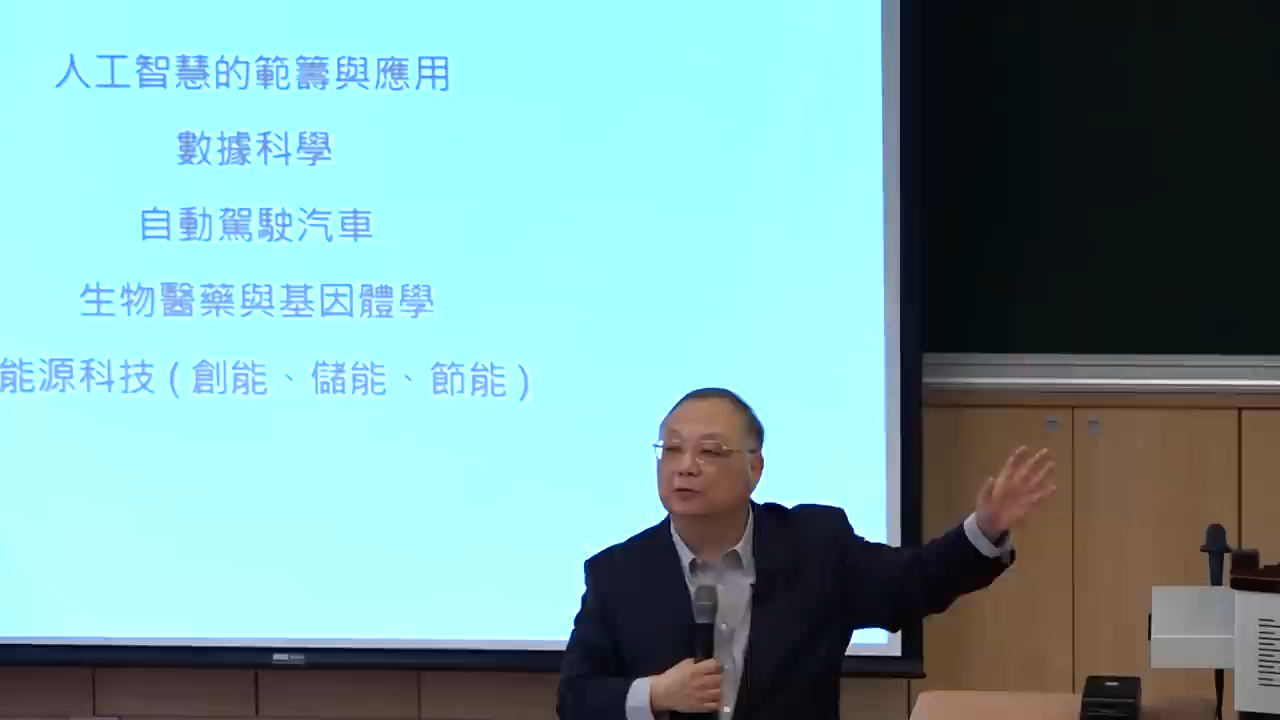 人工智慧的範籌與應用
數據科學
自動駕駛汽車
生物醫藥與基因體學
能源科技 ( 創能、儲能、節能 )